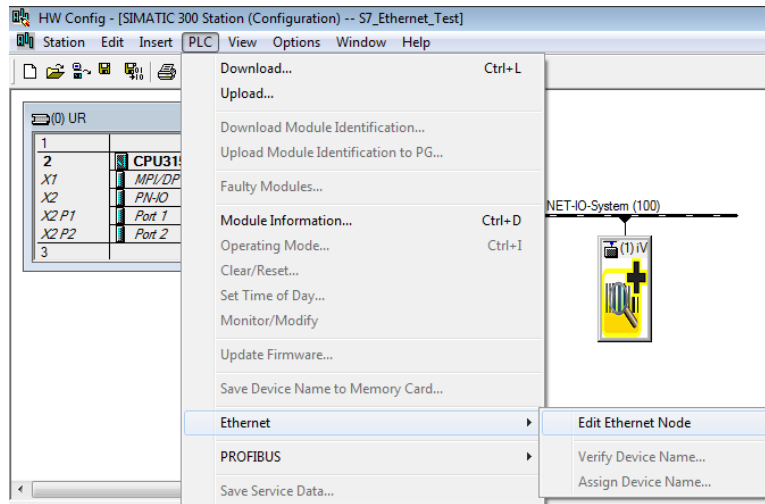 HW Config - [SIMATIC 300 Station (Configuration) -- S7_Ethernet_Test]
Station Edit Insert PLC View Options Window Help
Download... Ctrl+L
Upload...
(0) UR
Download Module Identification...
1
2 CPU31
Upload Module Identification to PG...
X1 MPI/DP
Faulty Modules...
X2 PN-IO
NET-IO-System (100)
X2 P1 Port 1
Module Information... Ctrl+D
X2 P2 Port 2
Operating Mode... Ctrl+I
(1) iV
3
Clear/Reset...
Set Time of Day...
Monitor/Modify
Update Firmware...
Save Device Name to Memory Card...
Ethernet
Edit Ethernet Node
PROFIBUS
Verify Device Name...
Assign Device Name...
Save Service Data...